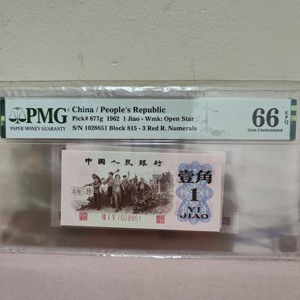 PMG
PAPER MONEY GUARANTY
China / People's Republic
Pick# 877g 1962 1 Jiao - Wmk: Open Star
S/N 1028851 Block 815 - 3 Red R. Numerals
66 EPQ
Gem Uncirculated
中国人民银行
壹角
1
YI
JIAO
1028851